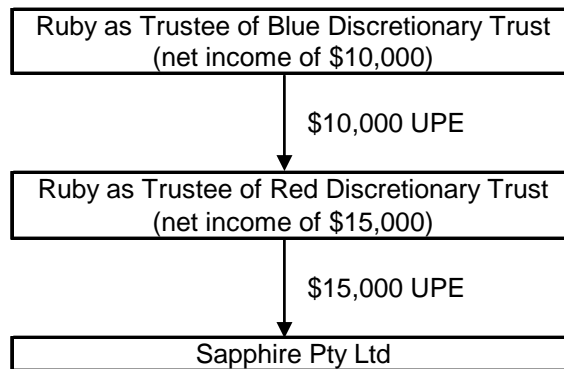 Ruby as Trustee of Blue Discretionary Trust
(net income of $10,000)
$10,000 UPE
Ruby as Trustee of Red Discretionary Trust
(net income of $15,000)
$15,000 UPE
Sapphire Pty Ltd